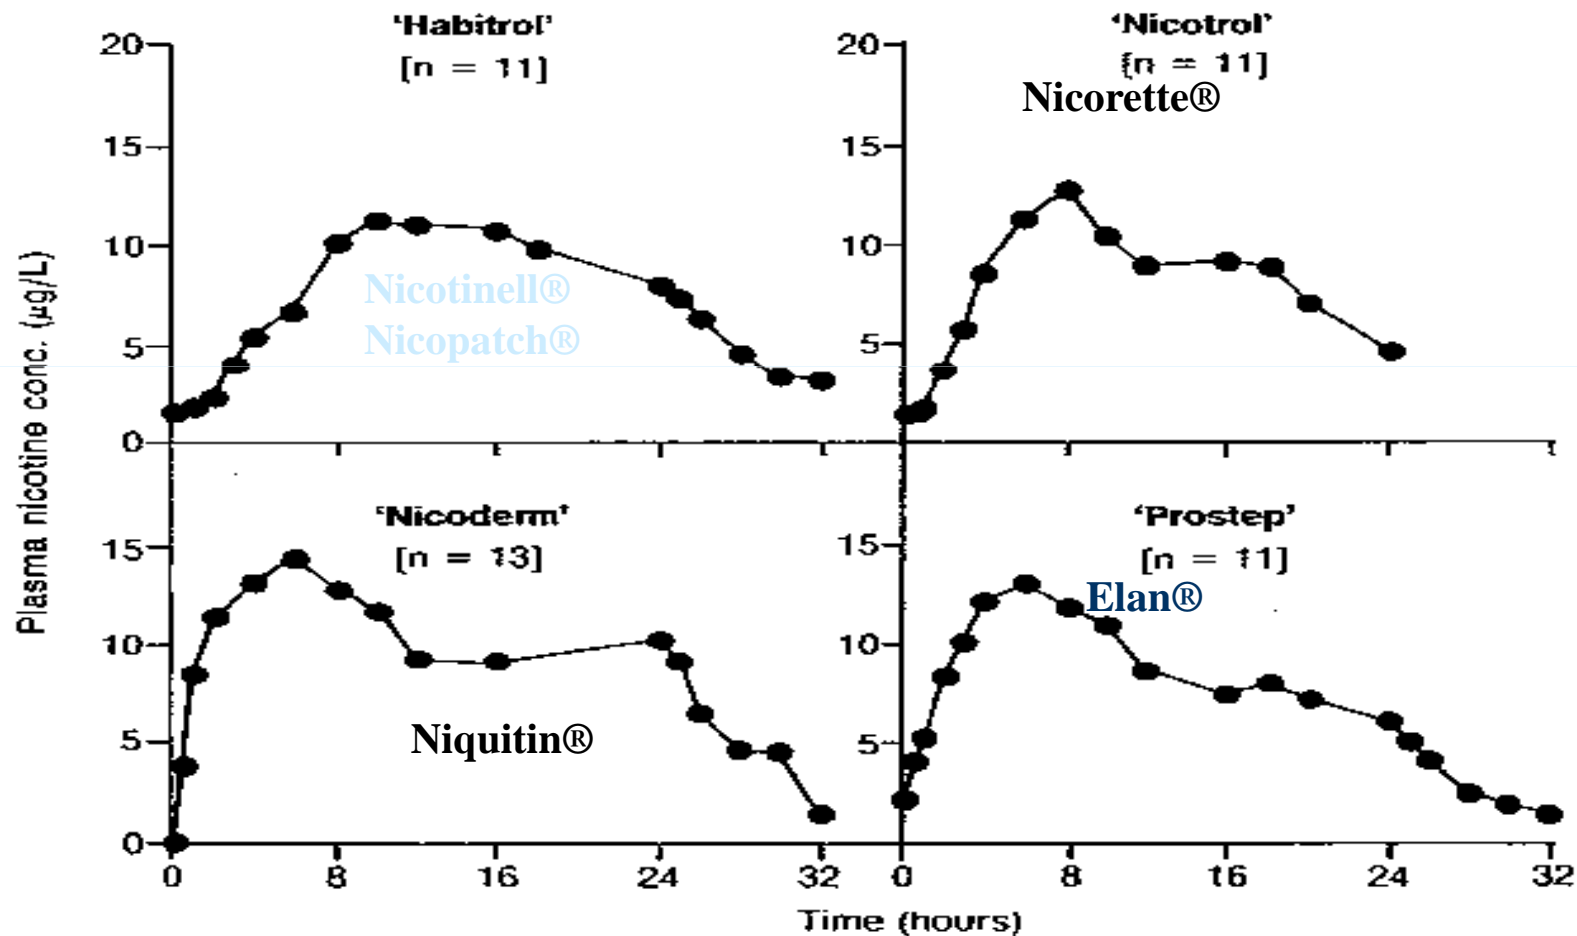 ‘Habitrol’
[n = 11]
20
15
10
5
0
Nicotinell®
Nicopatch®
‘Nicotrol’
[n = 11]
Nicorette®
20
15
10
5
Plasma nicotine conc. (µg/L)
‘Nicoderm’
[n = 13]
15
10
5
0
Niquitin®
0 8 16 24 32
‘Prostep’
[n = 11]
Elan®
15
10
5
0 8 16 24 32
Time (hours)